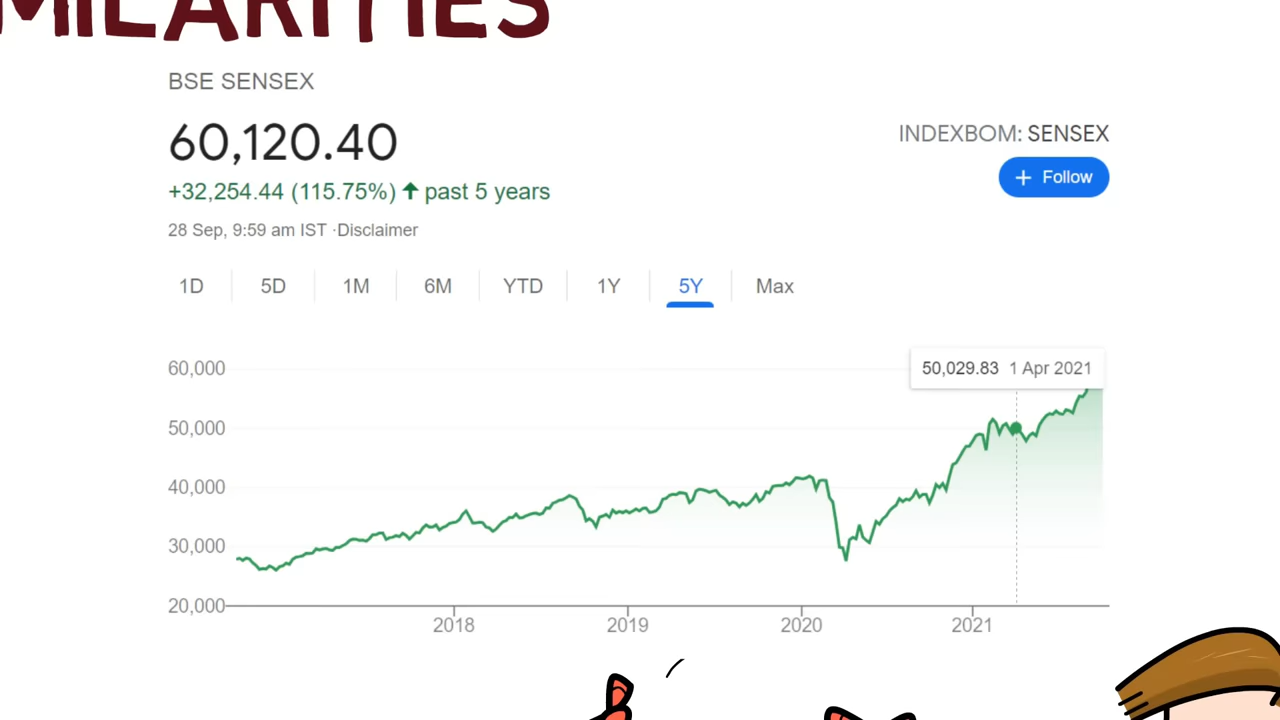 MILARITIES
BSE SENSEX
60,120.40
INDEXBOM: SENSEX
+32,254.44 (115.75%) ↑ past 5 years
+ Follow
28 Sep, 9:59 am IST ·Disclaimer
1D 5D 1M 6M YTD 1Y 5Y Max
60,000
50,029.83 1 Apr 2021
50,000
40,000
30,000
20,000
2018 2019 2020 2021